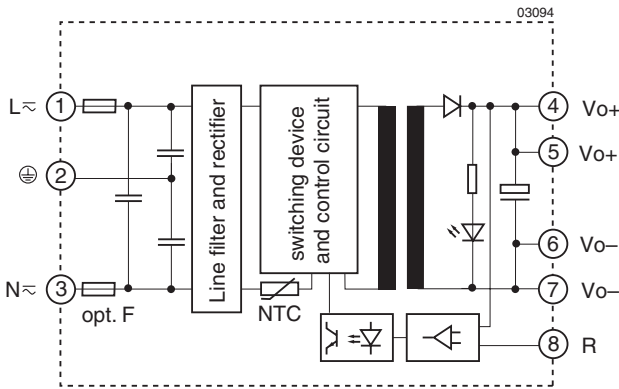 03094
L≂ 1
4 Vo+
5 Vo+
2
6 Vo–
N≂ 3
7 Vo–
8 R
opt. F
NTC
Line filter and rectifier
switching device
and control circuit